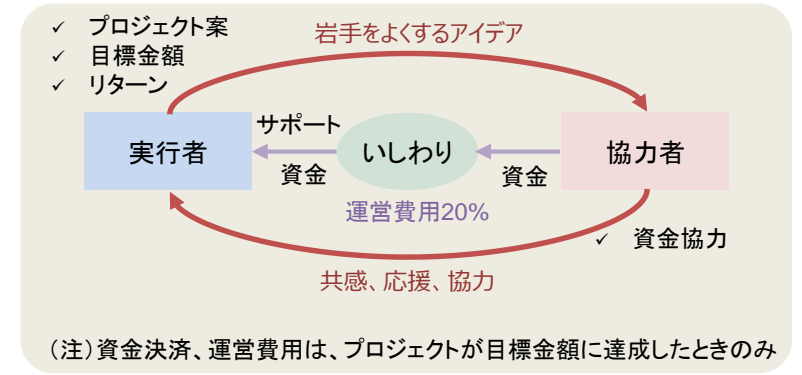 ✓ プロジェクト案
✓ 目標金額
✓ リターン
岩手をよくするアイデア
実行者
サポート
資金
いしわり
資金
協力者
運営費用20%
✓ 資金協力
共感、応援、協力
（注）資金決済、運営費用は、プロジェクトが目標金額に達成したときのみ